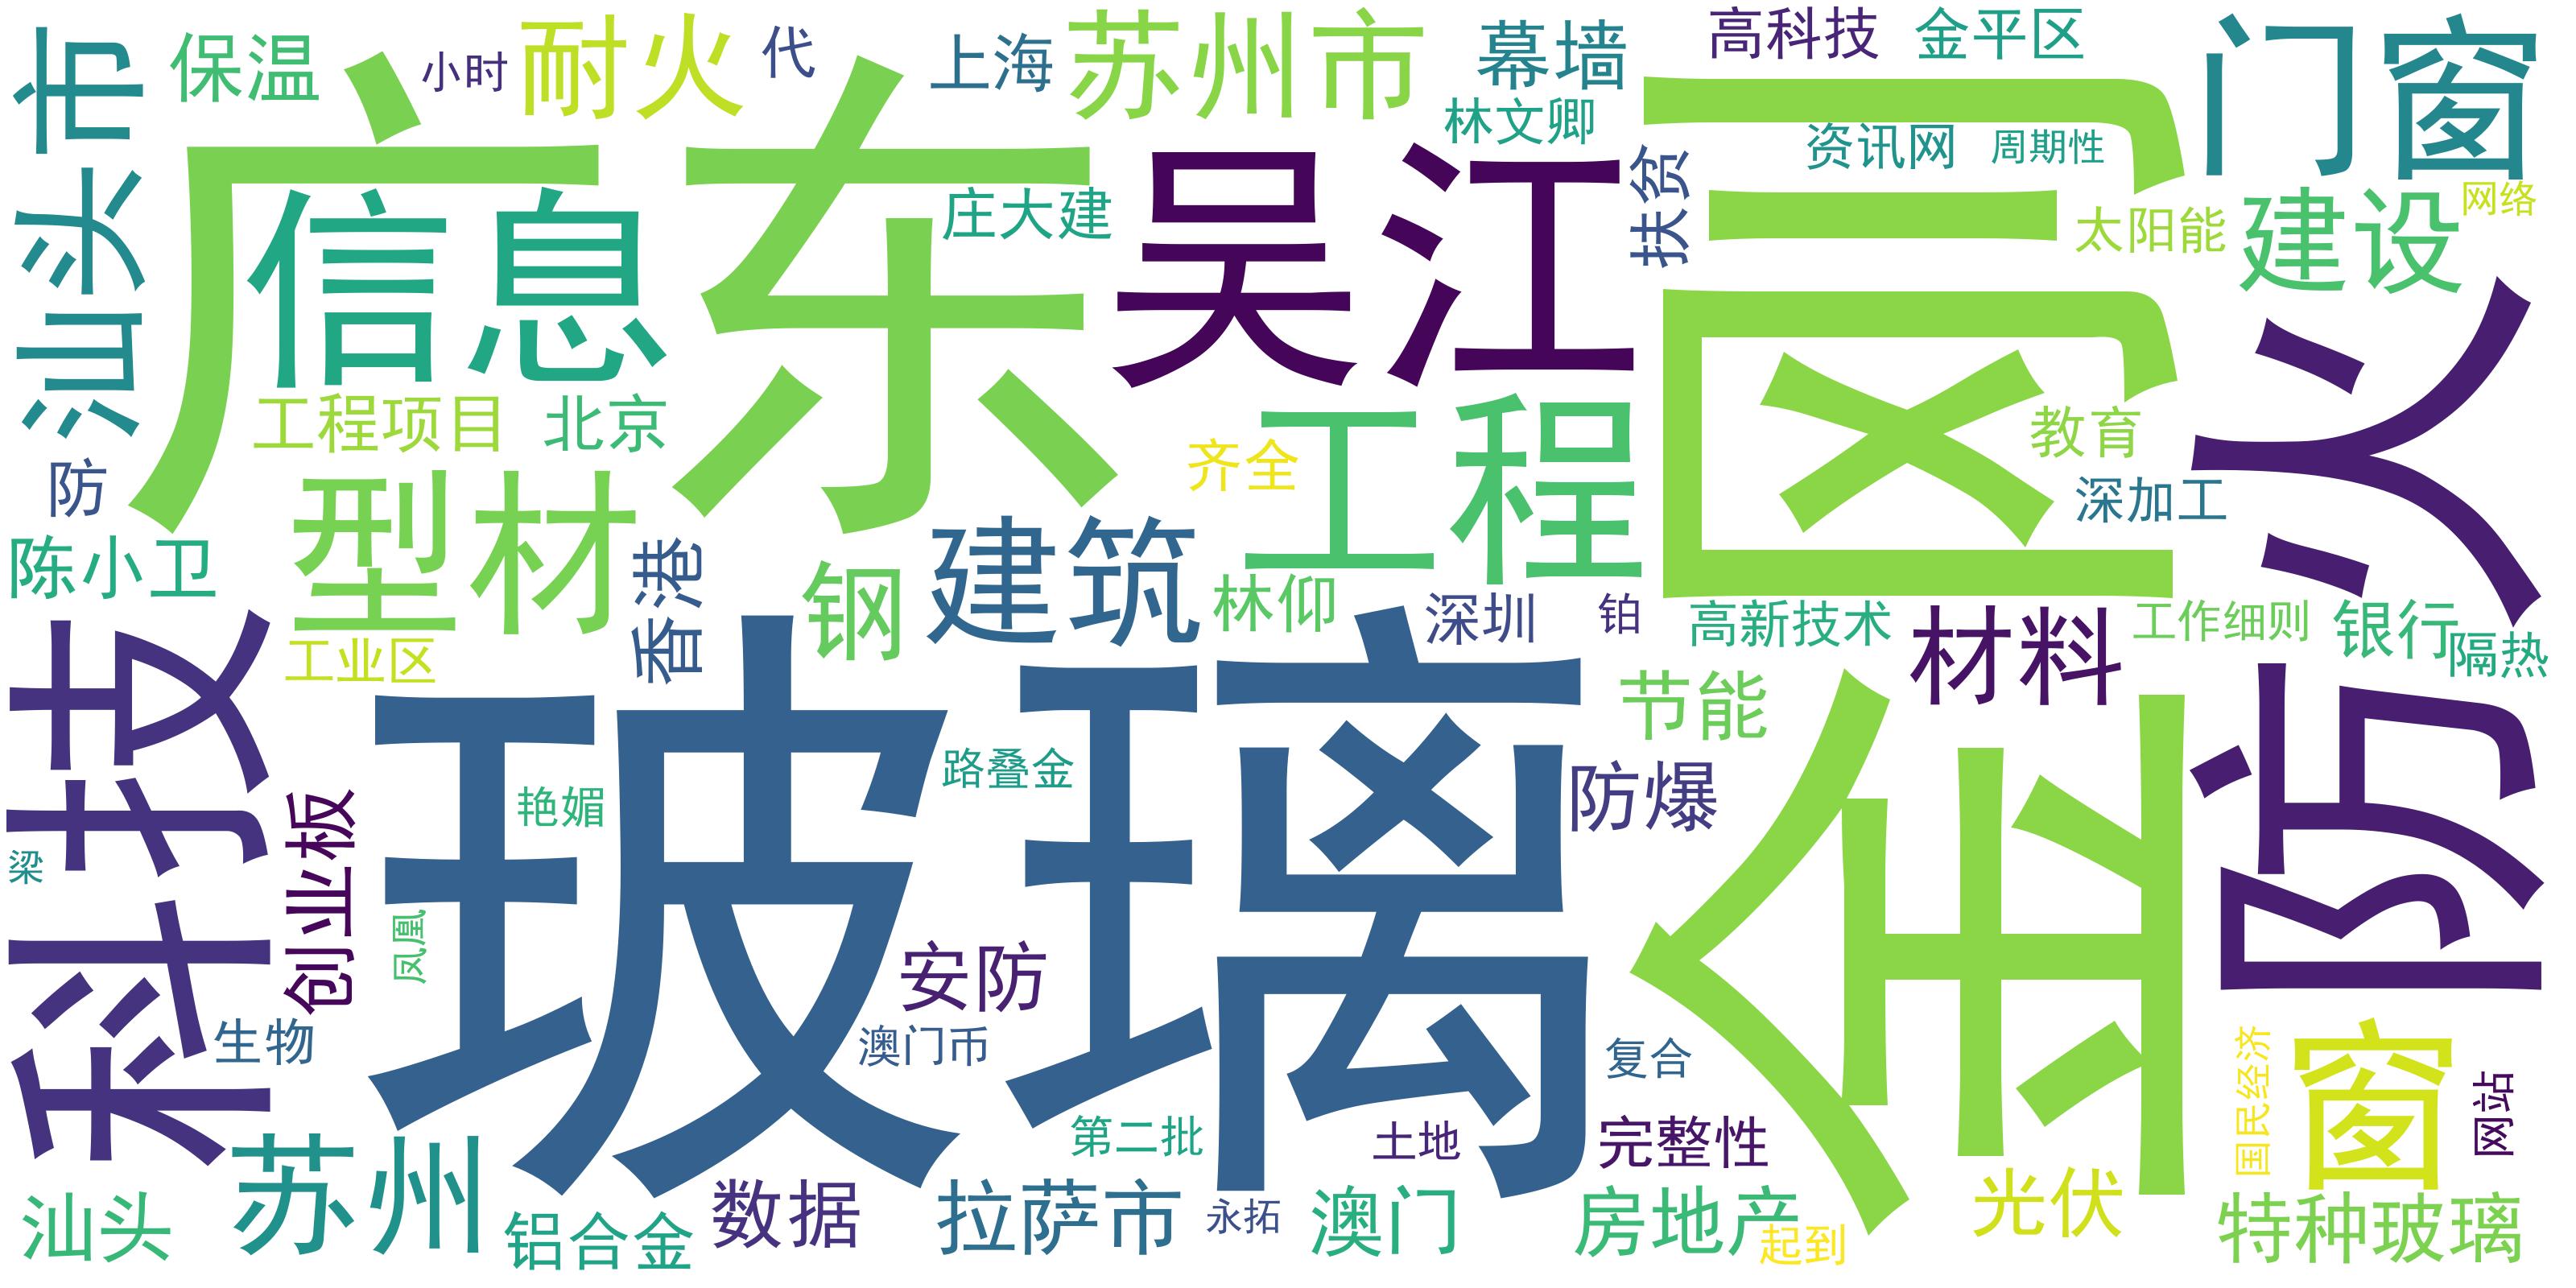 广东
玻璃
金刚
防火
科技
吴江
信息
工程
型材
门窗
窗
建筑
苏州
苏州市
汕头市
建设
材料
耐火
钢
保温
小时
代
上海
幕墙
林文卿
高科技
金平区
资讯网
周期性
扶贫
庄大建
太阳能
网络
工程项目
北京
防
陈小卫
工业区
香港
齐全
林仰
深圳
铂
高新技术
教育
深加工
工作细则
银行
隔热
节能
防爆
路叠金
艳媚
创业板
梁
凤凰
生物
安防
澳门币
复合
第二批
土地
完整性
国民经济
网站
汕头
铝合金
数据
拉萨市
永拓
澳门
房地产
起到
光伏
特种玻璃